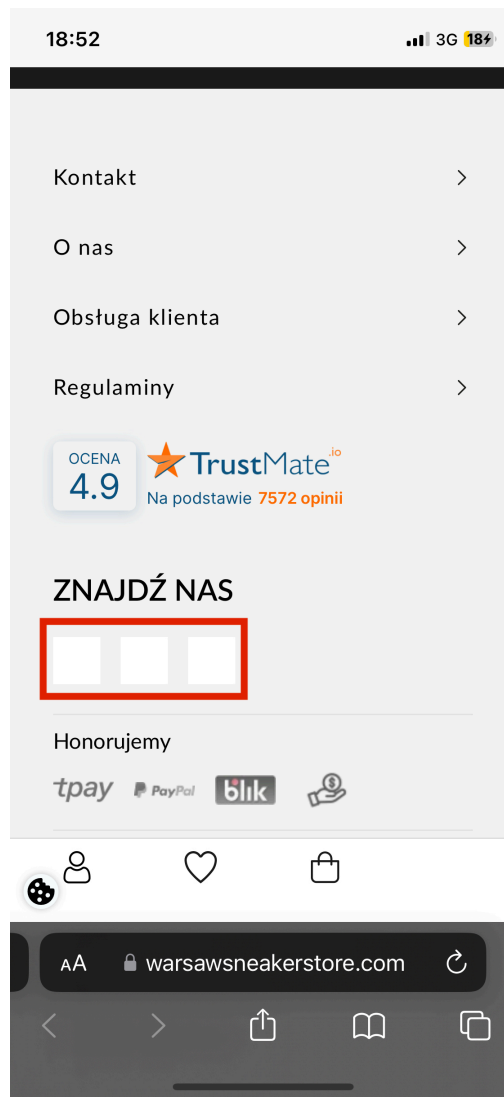 18:52
3G 18
Kontakt
O nas
Obsługa klienta
Regulaminy
OCENA
4.9
TrustMate.io
Na podstawie 7572 opinii
ZNAJDŹ NAS
Honorujemy
tpay PayPal blik
AA warsawsneakerstore.com